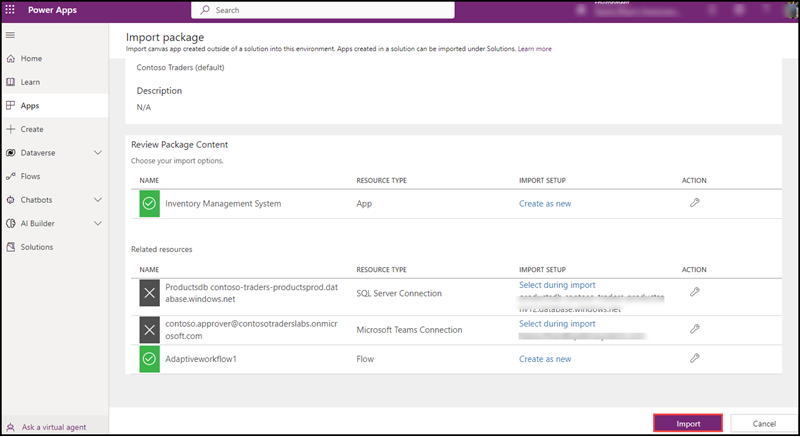 Power Apps
Search
Import package
Import canvas app created outside of a solution into this environment. Apps created in a solution can be imported under Solutions. Learn more
Home
Learn
Apps
Create
Dataverse
Flows
Chatbots
AI Builder
Solutions
Ask a virtual agent
Contoso Traders (default)
Description
N/A
Review Package Content
Choose your import options.
NAME RESOURCE TYPE IMPORT SETUP ACTION
Inventory Management System App Create as new
Related resources
NAME RESOURCE TYPE IMPORT SETUP ACTION
Productsdb contoso-traders-productsprod.dat
abase.windows.net
SQL Server Connection
Select during import
contoso.approver@contosotraderslabs.onmicr
osoft.com
Microsoft Teams Connection
Select during import
Adaptiveworkflow1 Flow Create as new
Import Cancel